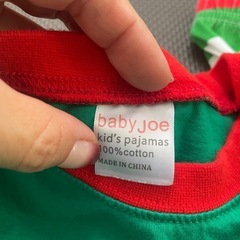 baby joe
kid's pajamas
100%cotton
MADE IN CHINA